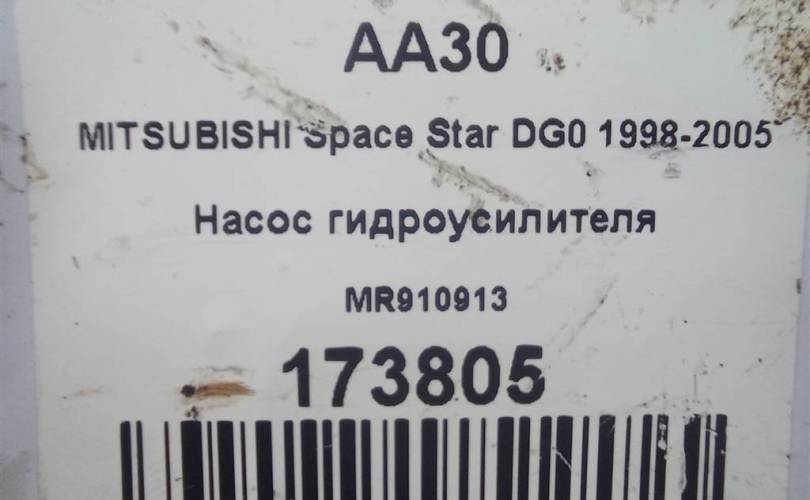 AA30
MITSUBISHI Space Star DG0 1998-2005
Насос гидроусилителя
MR910913
173805